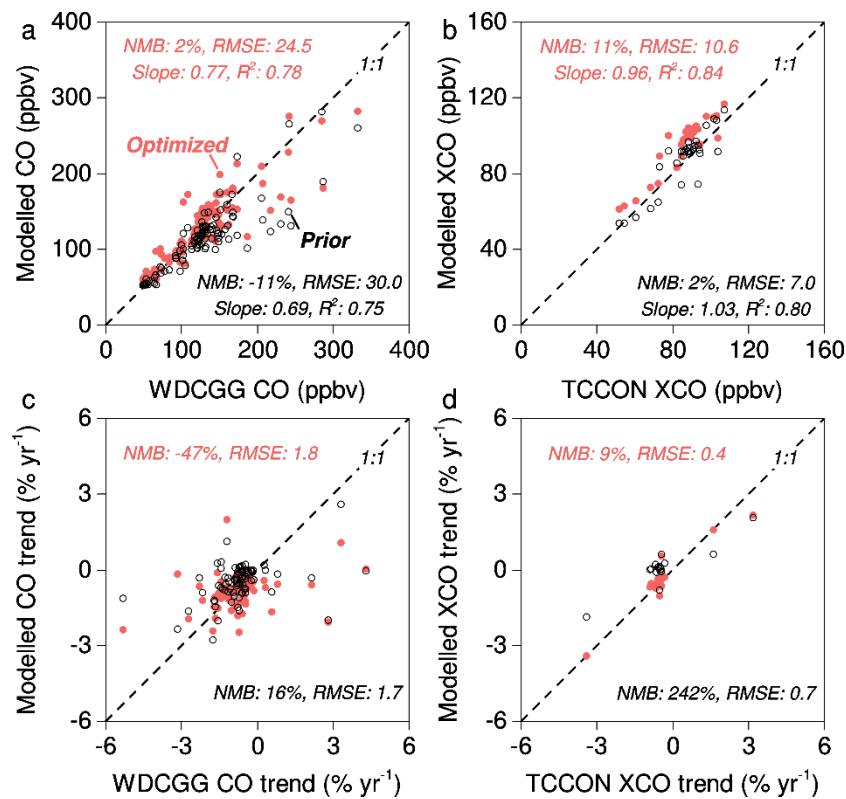 a
NMB: 2%, RMSE: 24.5
Slope: 0.77, R²: 0.78
1:1
Optimized
Prior
NMB: -11%, RMSE: 30.0
Slope: 0.69, R²: 0.75
Modelled CO (ppbv)
400
300
200
100
0
0 100 200 300 400
WDCGG CO (ppbv)
b
NMB: 11%, RMSE: 10.6
Slope: 0.96, R²: 0.84
1:1
NMB: 2%, RMSE: 7.0
Slope: 1.03, R²: 0.80
Modelled XCO (ppbv)
160
120
80
40
0
0 40 80 120 160
TCCON XCO (ppbv)
c
NMB: -47%, RMSE: 1.8
1:1
NMB: 16%, RMSE: 1.7
Modelled CO trend (% yr⁻¹)
6
3
0
-3
-6
-6 -3 0 3 6
WDCGG CO trend (% yr⁻¹)
d
NMB: 9%, RMSE: 0.4
1:1
NMB: 242%, RMSE: 0.7
Modelled XCO trend (% yr⁻¹)
6
3
0
-3
-6
-6 -3 0 3 6
TCCON XCO trend (% yr⁻¹)